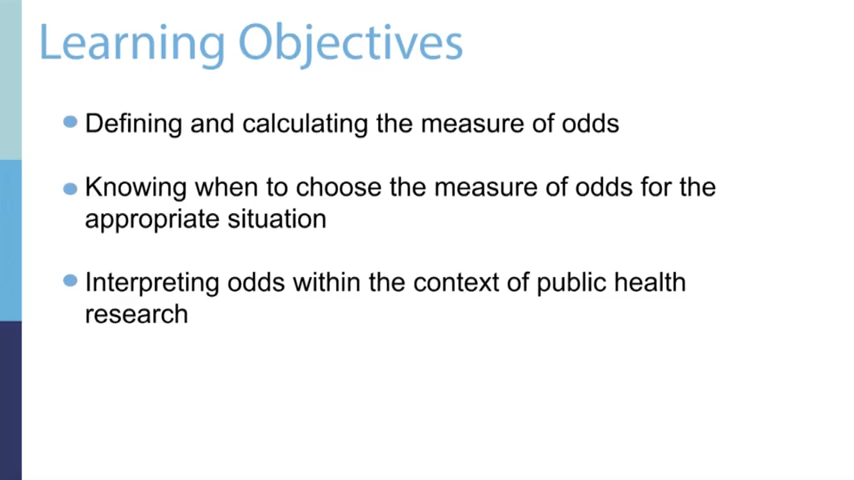 Learning Objectives
Defining and calculating the measure of odds
Knowing when to choose the measure of odds for the
appropriate situation
Interpreting odds within the context of public health
research